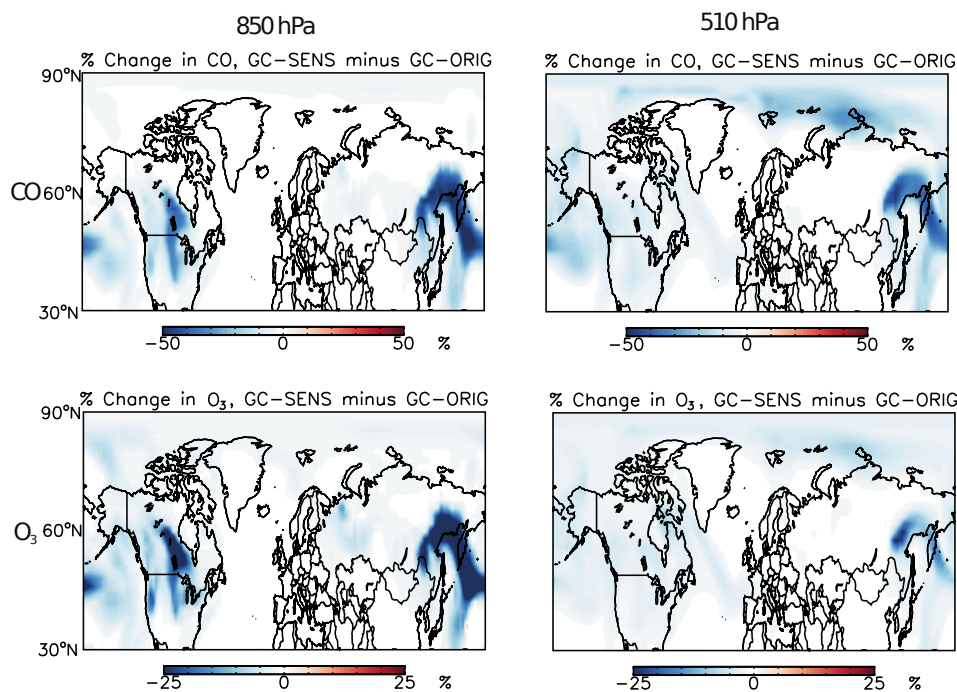 850 hPa
510 hPa
% Change in CO, GC-SENS minus GC-ORIG
% Change in CO, GC-SENS minus GC-ORIG
90°N
CO
60°N
30°N
−50 0 50 %
−50 0 50 %
% Change in O₃, GC-SENS minus GC-ORIG
% Change in O₃, GC-SENS minus GC-ORIG
90°N
O₃
60°N
30°N
−25 0 25 %
−25 0 25 %